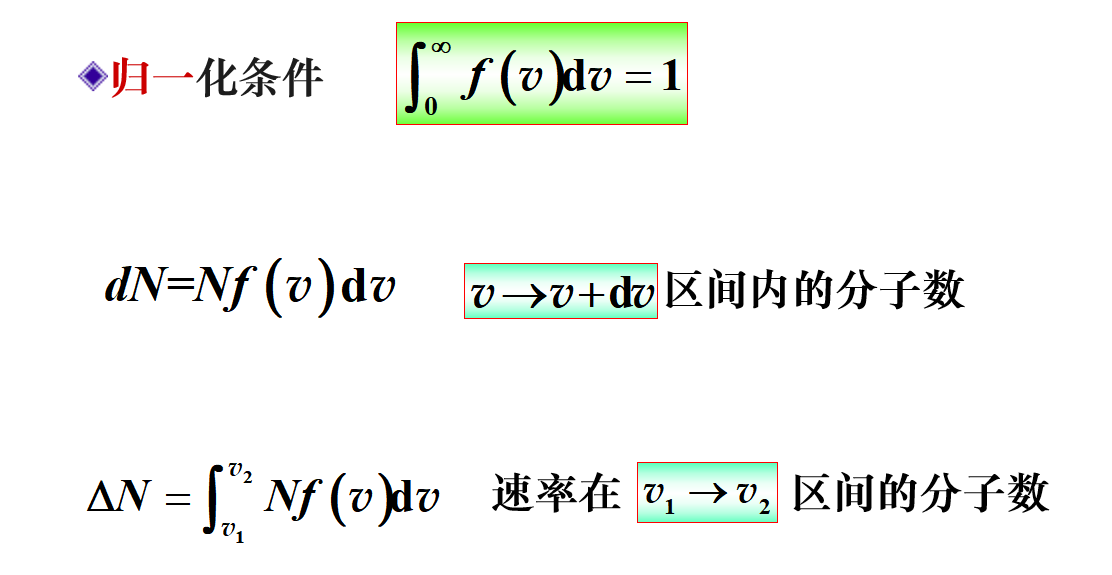 归一化条件 ∫₀^∞ f(v)dv = 1
dN=Nf(v)dv v→v+dv 区间内的分子数
ΔN = ∫_{v₁}^{v₂} Nf(v)dv 速率在 v₁ → v₂ 区间的分子数